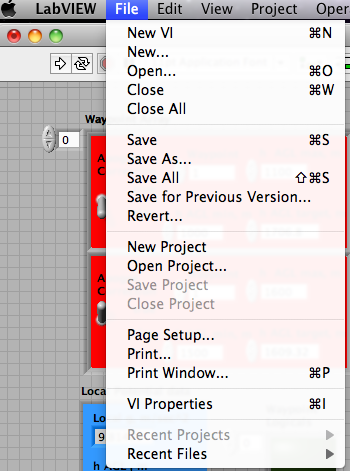 LabVIEW File Edit View Project Oper
New VI ⌘N
New...
Open... ⌘O
Close ⌘W
Close All
Save ⌘S
Save As...
Save All ⇧⌘S
Save for Previous Version...
Revert...
New Project
Open Project...
Save Project
Close Project
Page Setup...
Print...
Print Window... ⌘P
VI Properties ⌘I
Recent Projects
Recent Files
Way
0
A
C
A
C
Loca
Lo
9